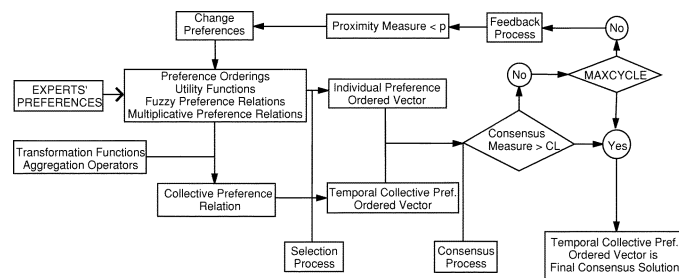 Change
Preferences
Proximity Measure < p
Feedback
Process
No
EXPERTS'
PREFERENCES
Preference Orderings
Utility Functions
Fuzzy Preference Relations
Multiplicative Preference Relations
Individual Preference
Ordered Vector
No
MAXCYCLE
Transformation Functions
Aggregation Operators
Consensus
Measure > CL
Yes
Collective Preference
Relation
Temporal Collective Pref.
Ordered Vector
Selection
Process
Consensus
Process
Temporal Collective Pref.
Ordered Vector is
Final Consensus Solution